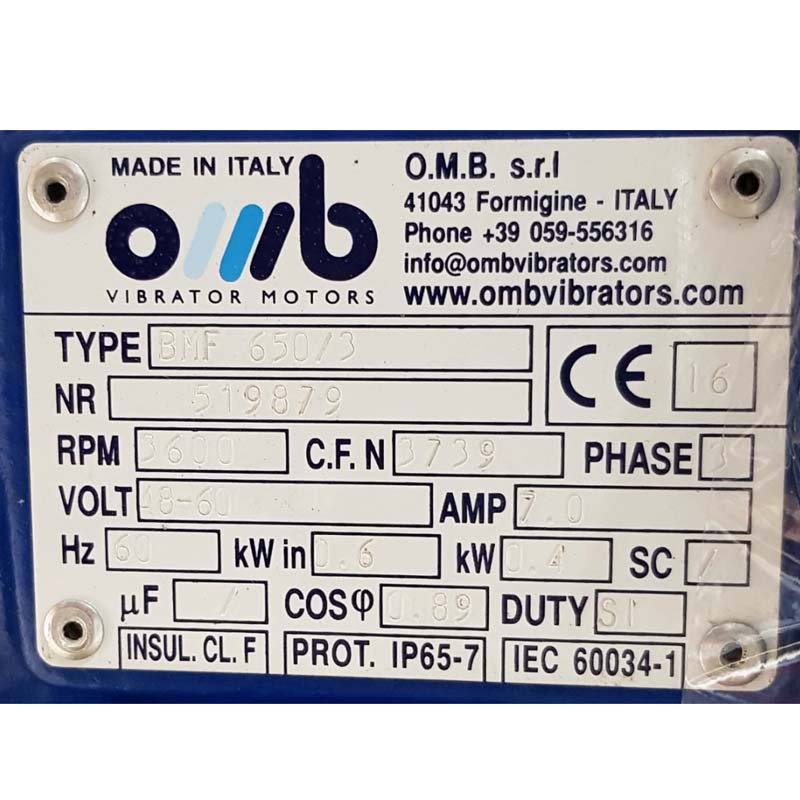 MADE IN ITALY
omb
VIBRATOR MOTORS
O.M.B. s.r.l
41043 Formigine - ITALY
Phone +39 059-556316
info@ombvibrators.com
www.ombvibrators.com
TYPE BMF 650/3
CE 16
NR 519879
RPM 3600 C.F.N 3739 PHASE 3
VOLT 48-60 AMP 7.0
Hz 60 kW in 0.6 kW 0.4 SC /
µF / COSφ 0.89 DUTY S1
INSUL. CL. F PROT. IP65-7 IEC 60034-1